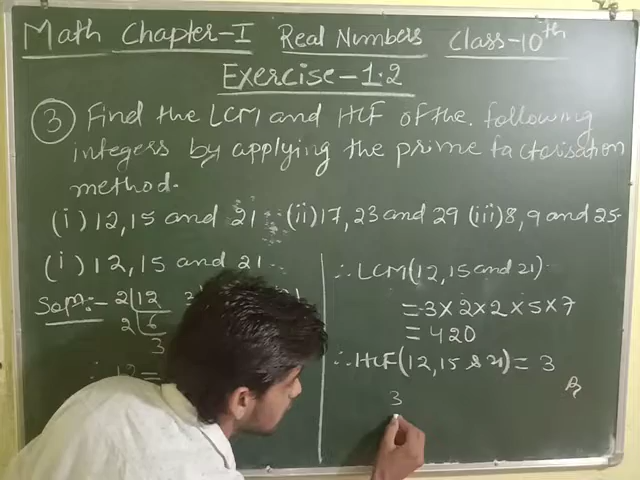 Math Chapter-I Real Numbers Class-10th
Exercise-1.2
3 Find the LCM and HCF of the following
integers by applying the prime factorisation
method.
(i) 12, 15 and 21 (ii) 17, 23 and 29 (iii) 8, 9 and 25.
(i) 12, 15 and 21
Solⁿ:- 2 12
2 6
3
∴ 12 =
∴ LCM (12, 15 and 21)
= 3 × 2 × 2 × 5 × 7
= 420
∴ HCF (12, 15 & 21) = 3
3